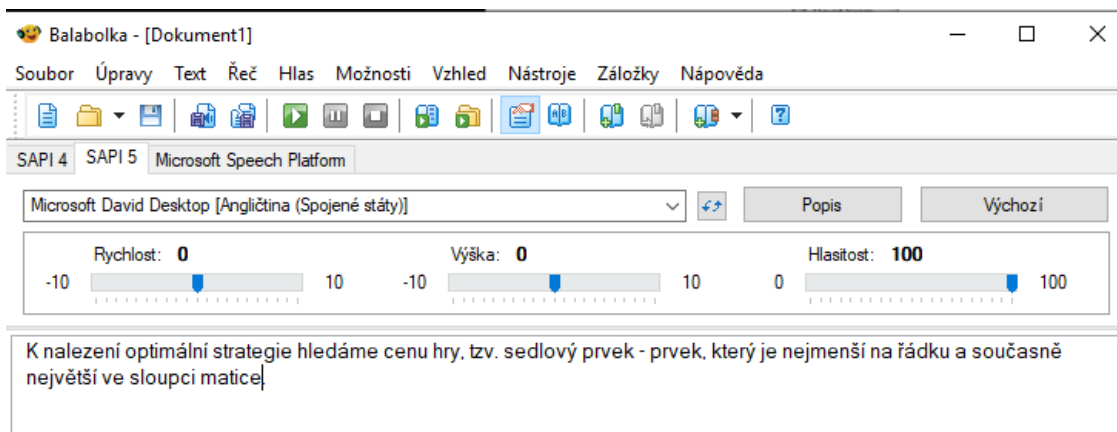 Balabolka - [Dokument1]
Soubor Úpravy Text Řeč Hlas Možnosti Vzhled Nástroje Záložky Nápověda
SAPI 4 SAPI 5 Microsoft Speech Platform
Microsoft David Desktop [Angličtina (Spojené státy)] Popis Výchozí
Rychlost: 0 Výška: 0 Hlasitost: 100
-10 10 -10 10 0 100
K nalezení optimální strategie hledáme cenu hry, tzv. sedlový prvek - prvek, který je nejmenší na řádku a současně
největší ve sloupci matice.